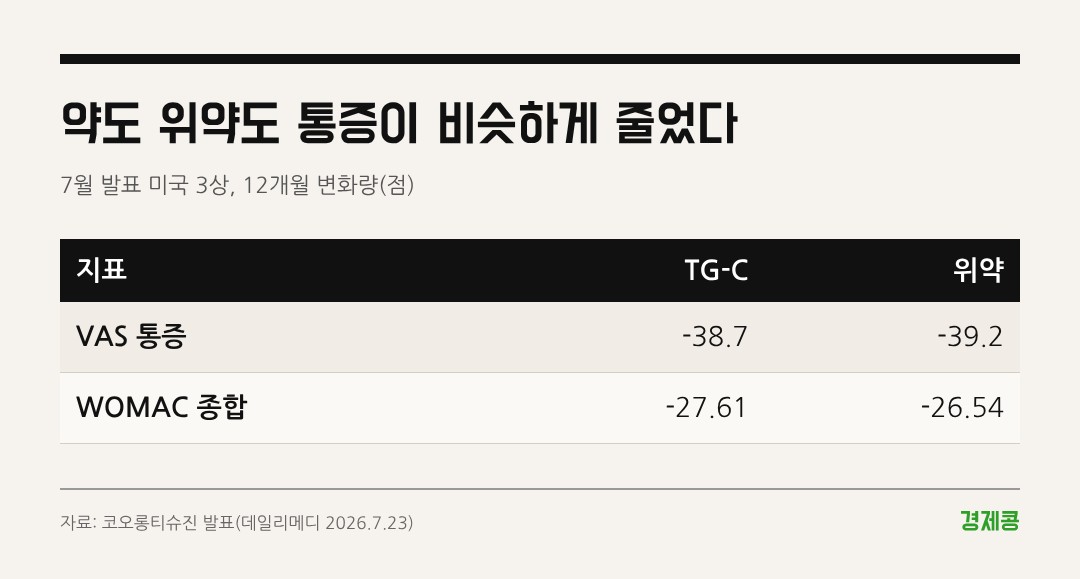 약도 위약도 통증이 비슷하게 줄었다
7월 발표 미국 3상, 12개월 변화량(점)
지표 TG-C 위약
VAS 통증 -38.7 -39.2
WOMAC 종합 -27.61 -26.54
자료: 코오롱티슈진 발표(데일리메디 2026.7.23) 경제콩